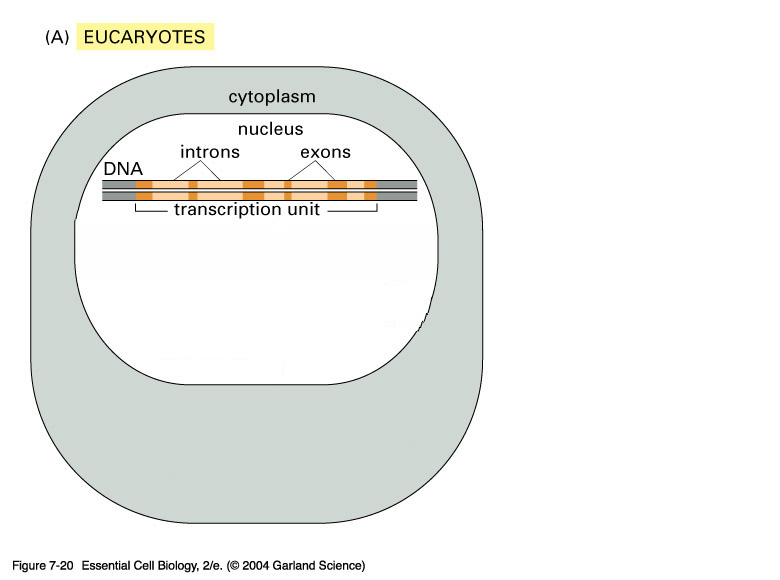 (A) EUCARYOTES
cytoplasm
nucleus
introns exons
DNA
transcription unit
Figure 7-20 Essential Cell Biology, 2/e. (© 2004 Garland Science)